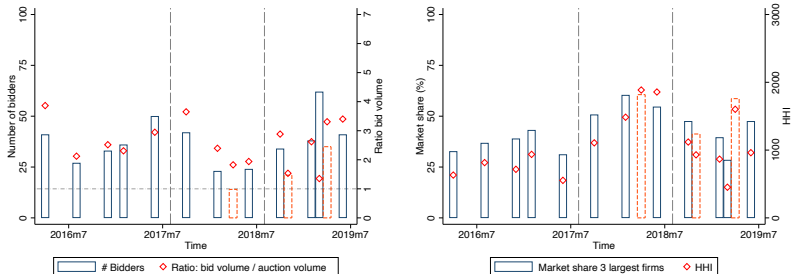 100
75
50
25
0
Number of bidders
7
6
5
4
3
2
1
0
Ratio bid volume
2016m7
2017m7
2018m7
2019m7
Time
# Bidders
Ratio: bid volume / auction volume
100
75
50
25
0
Market share (%)
3000
2000
1000
0
HHI
2016m7
2017m7
2018m7
2019m7
Time
Market share 3 largest firms
HHI